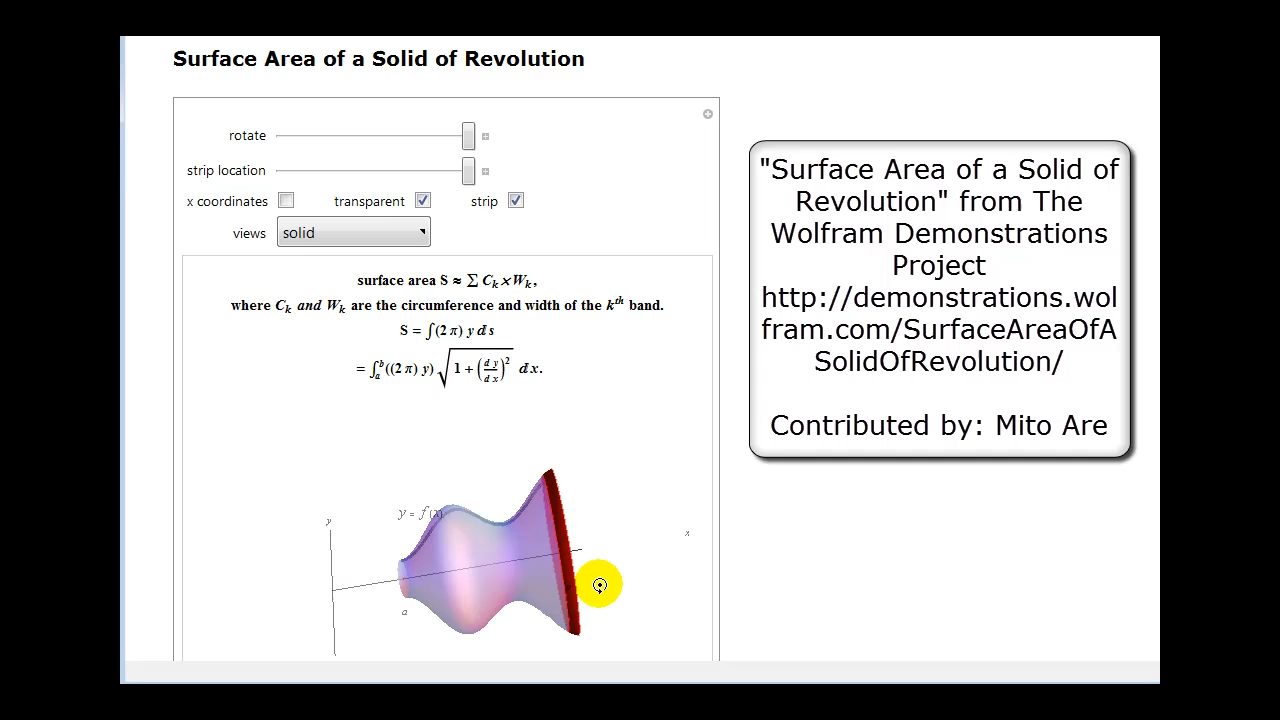 Surface Area of a Solid of Revolution
rotate
strip location
x coordinates transparent strip
views solid
surface area S ≈ ∑ Cₖ × Wₖ,
where Cₖ and Wₖ are the circumference and width of the kᵗʰ band.
S = ∫(2 π) y ds
= ∫ₐᵇ((2 π) y) √(1 + (dy/dx)²) dx.
y = f(x)
y
x
a
"Surface Area of a Solid of
Revolution" from The
Wolfram Demonstrations
Project
http://demonstrations.wol
fram.com/SurfaceAreaOfA
SolidOfRevolution/
Contributed by: Mito Are